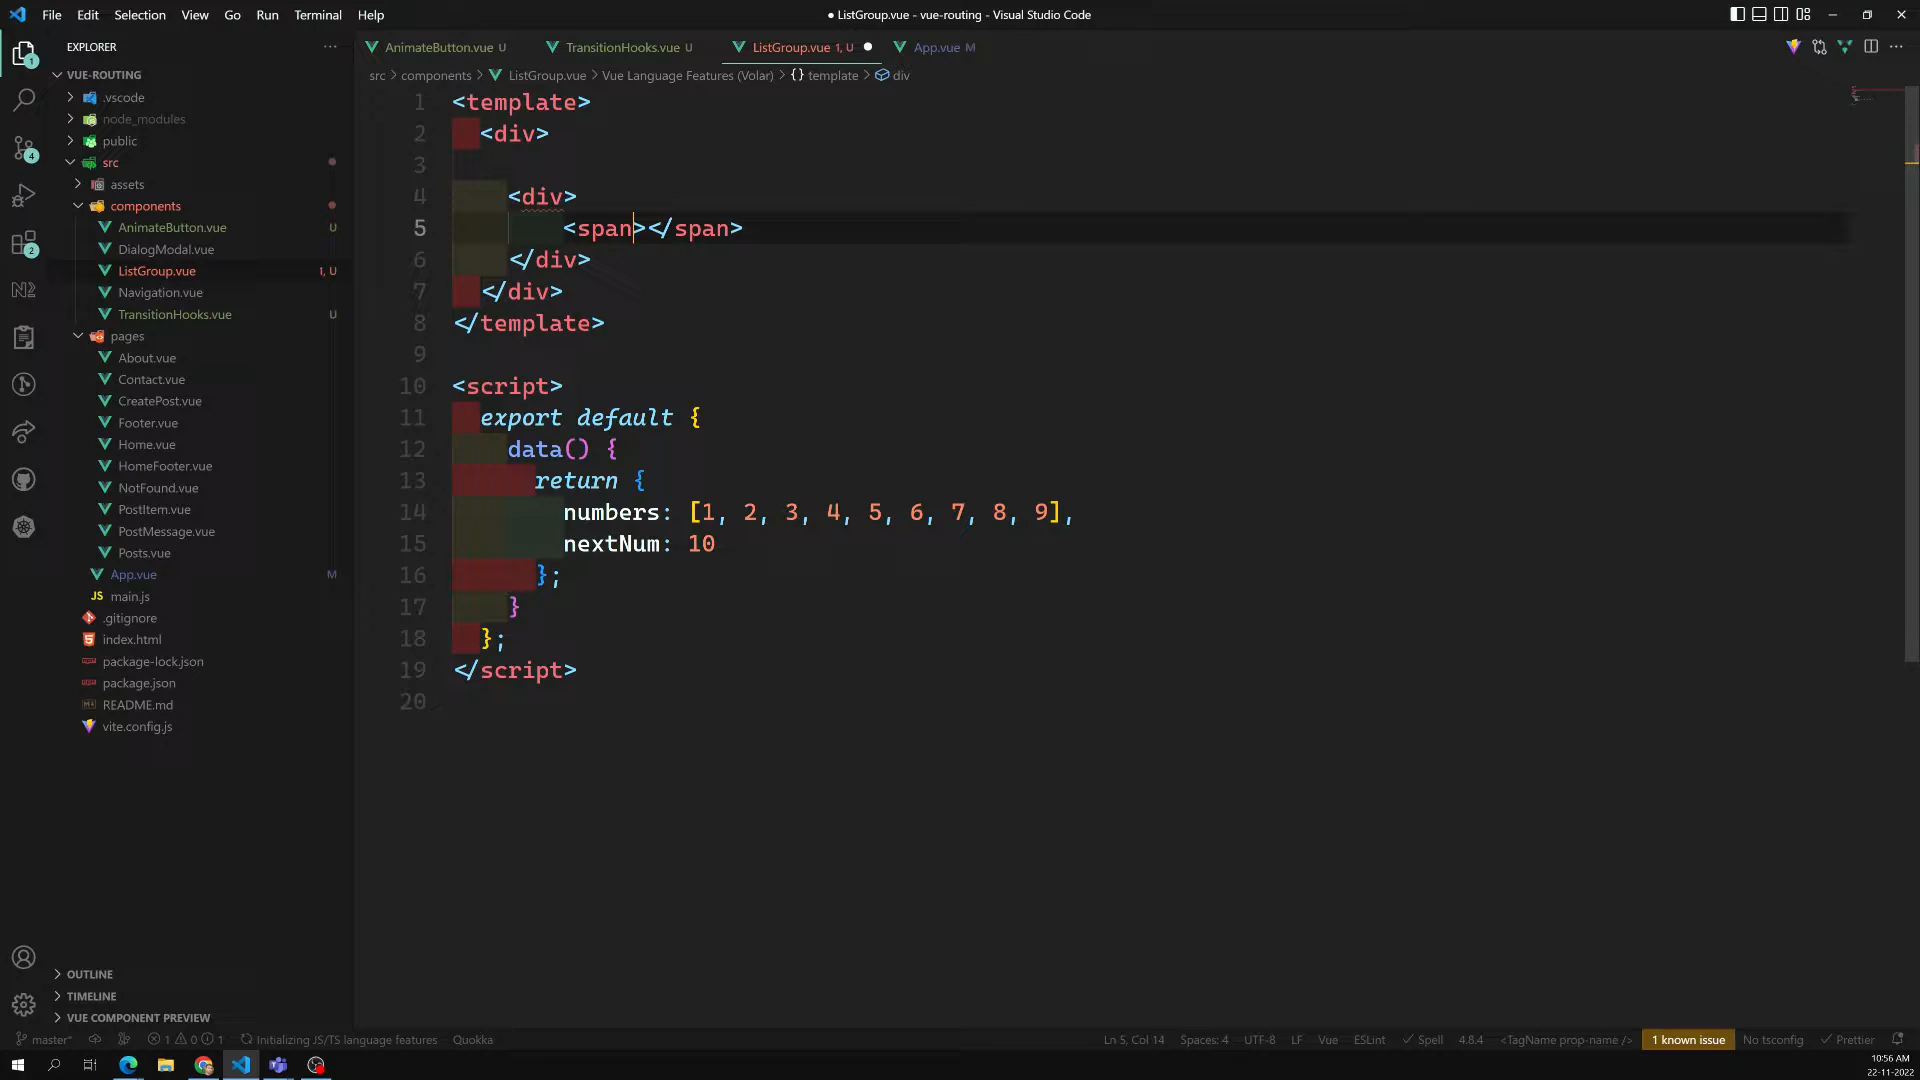 File Edit Selection View Go Run Terminal Help
● ListGroup.vue - vue-routing - Visual Studio Code
EXPLORER
VUE-ROUTING
.vscode
node_modules
public
src
assets
components
AnimateButton.vue U
DialogModal.vue
ListGroup.vue 1, U
Navigation.vue
TransitionHooks.vue U
pages
About.vue
Contact.vue
CreatePost.vue
Footer.vue
Home.vue
HomeFooter.vue
NotFound.vue
PostItem.vue
PostMessage.vue
Posts.vue
App.vue M
JS main.js
.gitignore
index.html
package-lock.json
package.json
README.md
vite.config.js
OUTLINE
TIMELINE
VUE COMPONENT PREVIEW
1
4
2
AnimateButton.vue U TransitionHooks.vue U ListGroup.vue 1, U App.vue M
src > components > ListGroup.vue > Vue Language Features (Volar) > {} template > div
1 <template>
2 <div>
3
4 <div>
5 <span></span>
6 </div>
7 </div>
8 </template>
9
10 <script>
11 export default {
12 data() {
13 return {
14 numbers: [1, 2, 3, 4, 5, 6, 7, 8, 9],
15 nextNum: 10
16 };
17 }
18 };
19 </script>
20
master* 1 0 1 Initializing JS/TS language features Quokka
Ln 5, Col 14 Spaces: 4 UTF-8 LF Vue ESLint Spell 4.8.4 <TagName prop-name /> 1 known issue No tsconfig Prettier
10:56 AM
22-11-2022